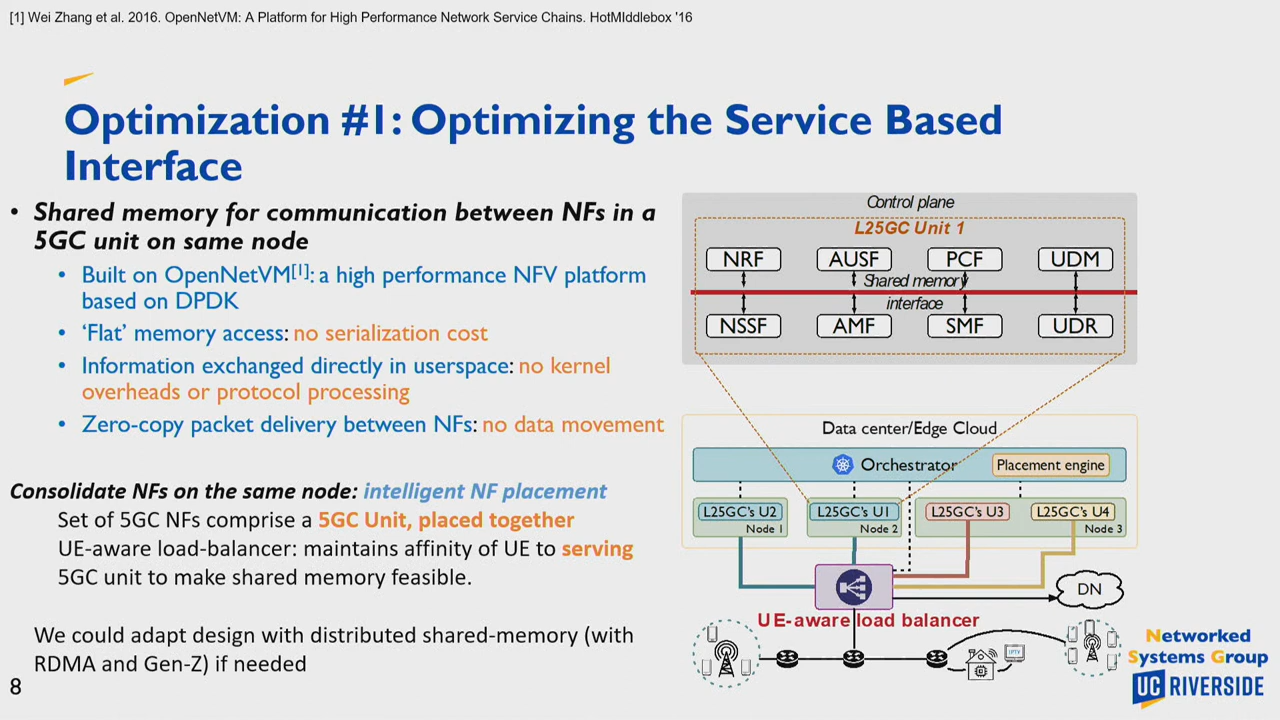 [1] Wei Zhang et al. 2016. OpenNetVM: A Platform for High Performance Network Service Chains. HotMIddlebox '16
Optimization #1: Optimizing the Service Based
Interface
• Shared memory for communication between NFs in a
5GC unit on same node
• Built on OpenNetVM[1]: a high performance NFV platform
based on DPDK
• ‘Flat’ memory access: no serialization cost
• Information exchanged directly in userspace: no kernel
overheads or protocol processing
• Zero-copy packet delivery between NFs: no data movement
Consolidate NFs on the same node: intelligent NF placement
Set of 5GC NFs comprise a 5GC Unit, placed together
UE-aware load-balancer: maintains affinity of UE to serving
5GC unit to make shared memory feasible.
We could adapt design with distributed shared-memory (with
RDMA and Gen-Z) if needed
8
Control plane
L25GC Unit 1
NRF AUSF PCF UDM
Shared memory
interface
NSSF AMF SMF UDR
Data center/Edge Cloud
Orchestrator Placement engine
L25GC's U2 L25GC's U1 L25GC's U3 L25GC's U4
Node 1 Node 2 Node 3
DN
UE-aware load balancer
IPTV
Networked
Systems Group
UC RIVERSIDE